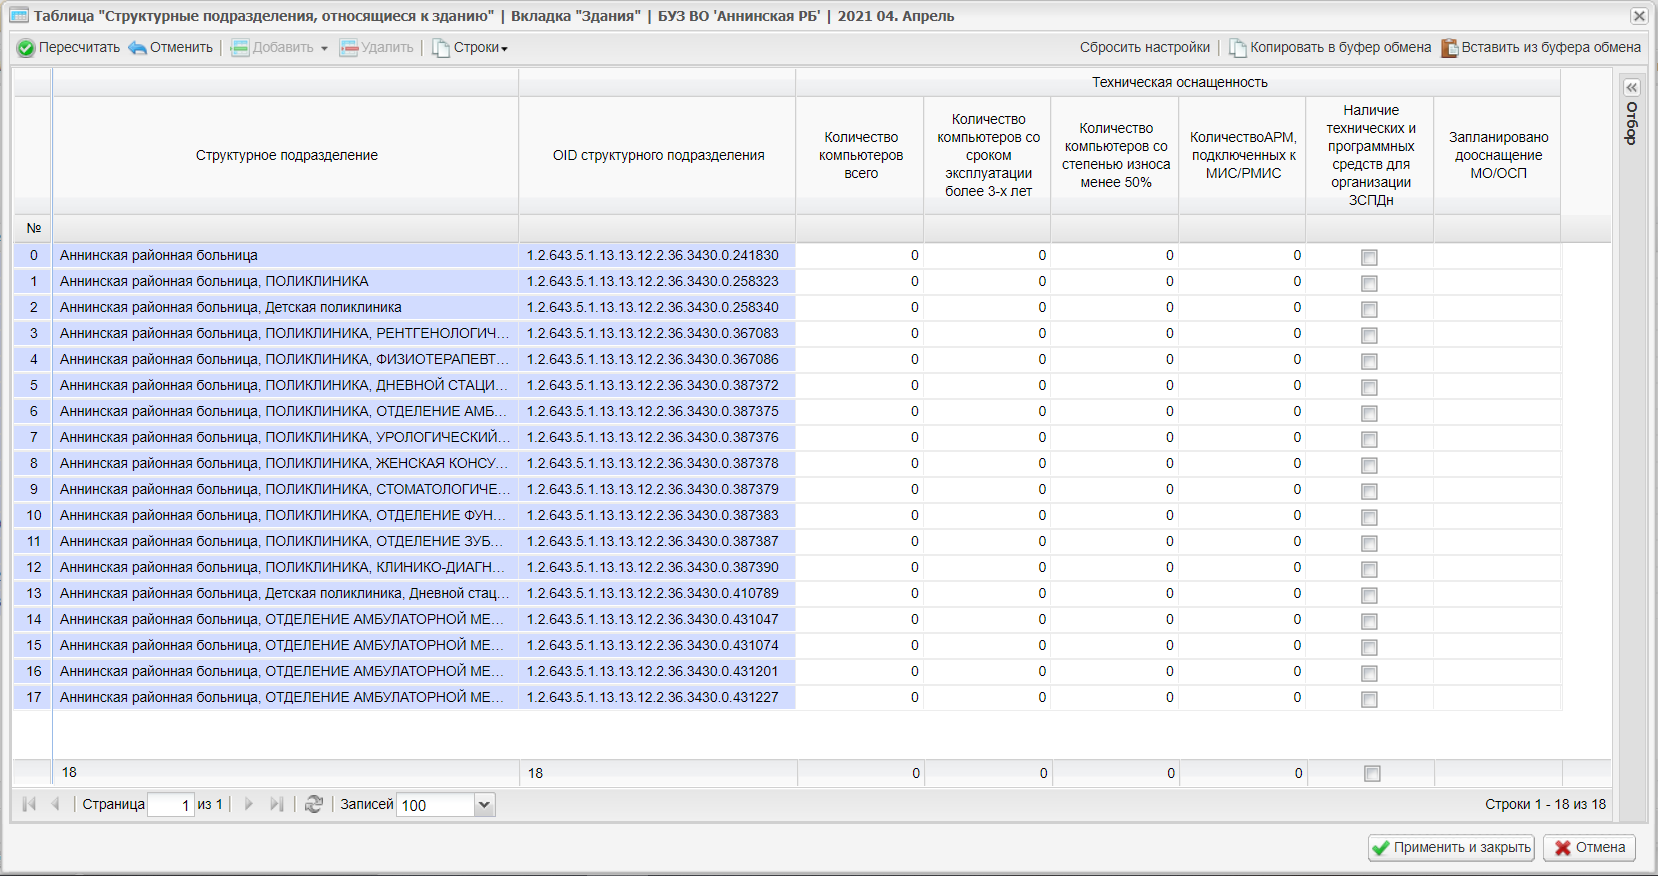 Таблица "Структурные подразделения, относящиеся к зданию" | Вкладка "Здания" | БУЗ ВО 'Аннинская РБ' | 2021 04. Апрель
Пересчитать Отменить Добавить Удалить Строки Сбросить настройки Копировать в буфер обмена Вставить из буфера обмена
Техническая оснащенность
Структурное подразделение
OID структурного подразделения
Количество
компьютеров
всего
Количество
компьютеров со
сроком
эксплуатации
более 3-х лет
Количество
компьютеров со
степенью износа
менее 50%
КоличествоАРМ,
подключенных к
МИС/РМИС
Наличие
технических и
программных
средств для
организации
ЗСПДн
Запланировано
дооснащение
МО/ОСП
Отбор
№
0 Аннинская районная больница 1.2.643.5.1.13.13.12.2.36.3430.0.241830 0 0 0 0
1 Аннинская районная больница, ПОЛИКЛИНИКА 1.2.643.5.1.13.13.12.2.36.3430.0.258323 0 0 0 0
2 Аннинская районная больница, Детская поликлиника 1.2.643.5.1.13.13.12.2.36.3430.0.258340 0 0 0 0
3 Аннинская районная больница, ПОЛИКЛИНИКА, РЕНТГЕНОЛОГИЧ... 1.2.643.5.1.13.13.12.2.36.3430.0.367083 0 0 0 0
4 Аннинская районная больница, ПОЛИКЛИНИКА, ФИЗИОТЕРАПЕВТ... 1.2.643.5.1.13.13.12.2.36.3430.0.367086 0 0 0 0
5 Аннинская районная больница, ПОЛИКЛИНИКА, ДНЕВНОЙ СТАЦИ... 1.2.643.5.1.13.13.12.2.36.3430.0.387372 0 0 0 0
6 Аннинская районная больница, ПОЛИКЛИНИКА, ОТДЕЛЕНИЕ АМБ... 1.2.643.5.1.13.13.12.2.36.3430.0.387375 0 0 0 0
7 Аннинская районная больница, ПОЛИКЛИНИКА, УРОЛОГИЧЕСКИЙ... 1.2.643.5.1.13.13.12.2.36.3430.0.387376 0 0 0 0
8 Аннинская районная больница, ПОЛИКЛИНИКА, ЖЕНСКАЯ КОНСУ... 1.2.643.5.1.13.13.12.2.36.3430.0.387378 0 0 0 0
9 Аннинская районная больница, ПОЛИКЛИНИКА, СТОМАТОЛОГИЧЕ... 1.2.643.5.1.13.13.12.2.36.3430.0.387379 0 0 0 0
10 Аннинская районная больница, ПОЛИКЛИНИКА, ОТДЕЛЕНИЕ ФУН... 1.2.643.5.1.13.13.12.2.36.3430.0.387383 0 0 0 0
11 Аннинская районная больница, ПОЛИКЛИНИКА, ОТДЕЛЕНИЕ ЗУБ... 1.2.643.5.1.13.13.12.2.36.3430.0.387387 0 0 0 0
12 Аннинская районная больница, ПОЛИКЛИНИКА, КЛИНИКО-ДИАГН... 1.2.643.5.1.13.13.12.2.36.3430.0.387390 0 0 0 0
13 Аннинская районная больница, Детская поликлиника, Дневной стац... 1.2.643.5.1.13.13.12.2.36.3430.0.410789 0 0 0 0
14 Аннинская районная больница, ОТДЕЛЕНИЕ АМБУЛАТОРНОЙ МЕ... 1.2.643.5.1.13.13.12.2.36.3430.0.431047 0 0 0 0
15 Аннинская районная больница, ОТДЕЛЕНИЕ АМБУЛАТОРНОЙ МЕ... 1.2.643.5.1.13.13.12.2.36.3430.0.431074 0 0 0 0
16 Аннинская районная больница, ОТДЕЛЕНИЕ АМБУЛАТОРНОЙ МЕ... 1.2.643.5.1.13.13.12.2.36.3430.0.431201 0 0 0 0
17 Аннинская районная больница, ОТДЕЛЕНИЕ АМБУЛАТОРНОЙ МЕ... 1.2.643.5.1.13.13.12.2.36.3430.0.431227 0 0 0 0
18 18 0 0 0 0
Страница 1 из 1 Записей 100 Строки 1 - 18 из 18
Применить и закрыть Отмена